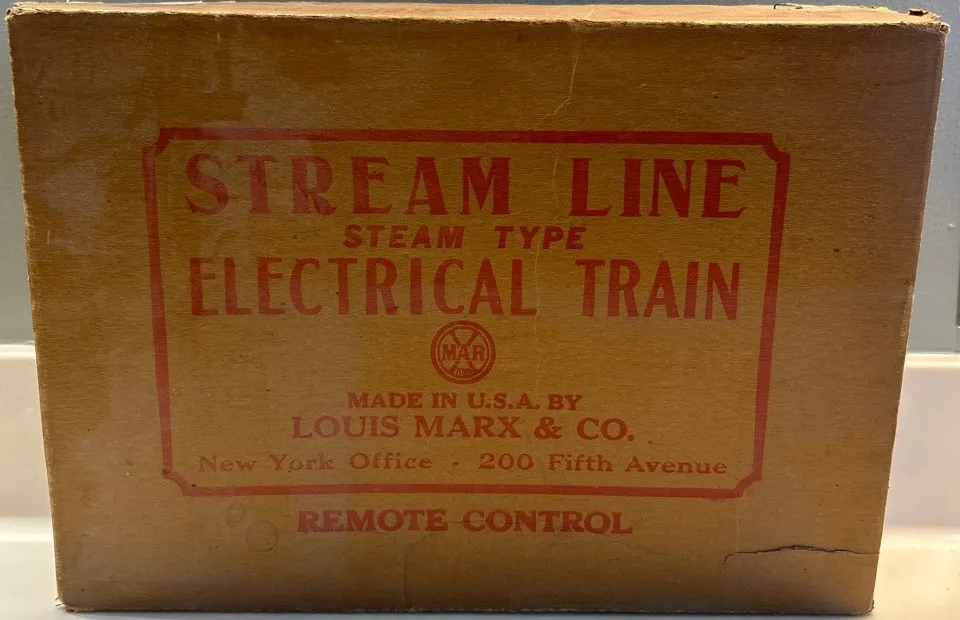 STREAM LINE
STEAM TYPE
ELECTRICAL TRAIN
MAR
MADE IN U.S.A. BY
LOUIS MARX & CO.
New York Office - 200 Fifth Avenue
REMOTE CONTROL